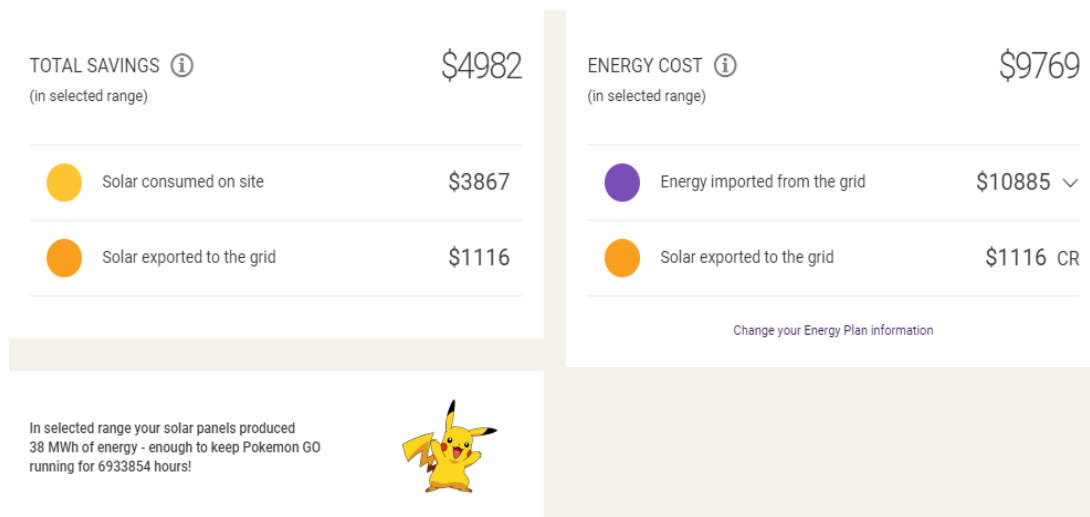 TOTAL SAVINGS i $4982
(in selected range)
Solar consumed on site $3867
Solar exported to the grid $1116
ENERGY COST i $9769
(in selected range)
Energy imported from the grid $10885
Solar exported to the grid $1116 CR
Change your Energy Plan information
In selected range your solar panels produced
38 MWh of energy - enough to keep Pokemon GO
running for 6933854 hours!